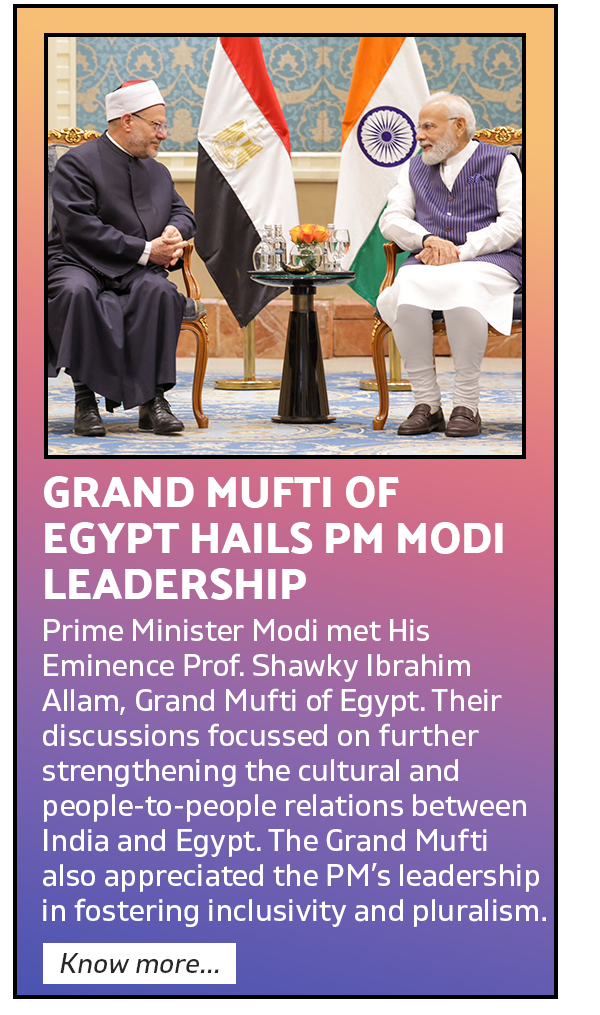 GRAND MUFTI OF
EGYPT HAILS PM MODI
LEADERSHIP
Prime Minister Modi met His
Eminence Prof. Shawky Ibrahim
Allam, Grand Mufti of Egypt. Their
discussions focussed on further
strengthening the cultural and
people-to-people relations between
India and Egypt. The Grand Mufti
also appreciated the PM's leadership
in fostering inclusivity and pluralism.
Know more...